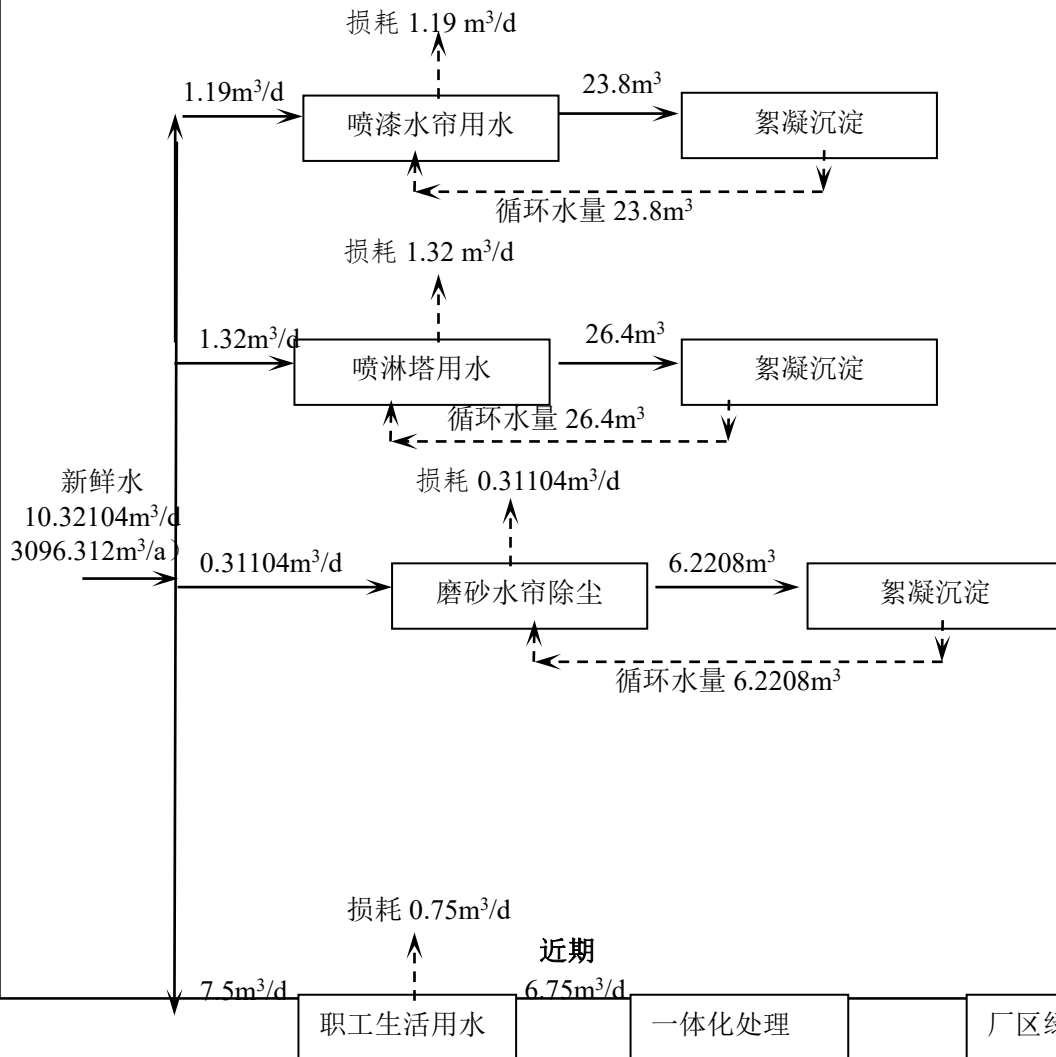 损耗 1.19 m³/d
1.19m³/d
23.8m³
喷漆水帘用水
絮凝沉淀
循环水量 23.8m³
损耗 1.32 m³/d
1.32m³/d
26.4m³
喷淋塔用水
絮凝沉淀
循环水量 26.4m³
新鲜水
10.32104m³/d
3096.312m³/a）
损耗 0.31104m³/d
0.31104m³/d
6.2208m³
磨砂水帘除尘
絮凝沉淀
循环水量 6.2208m³
损耗 0.75m³/d
近期
7.5m³/d
6.75m³/d
职工生活用水
一体化处理
厂区绿